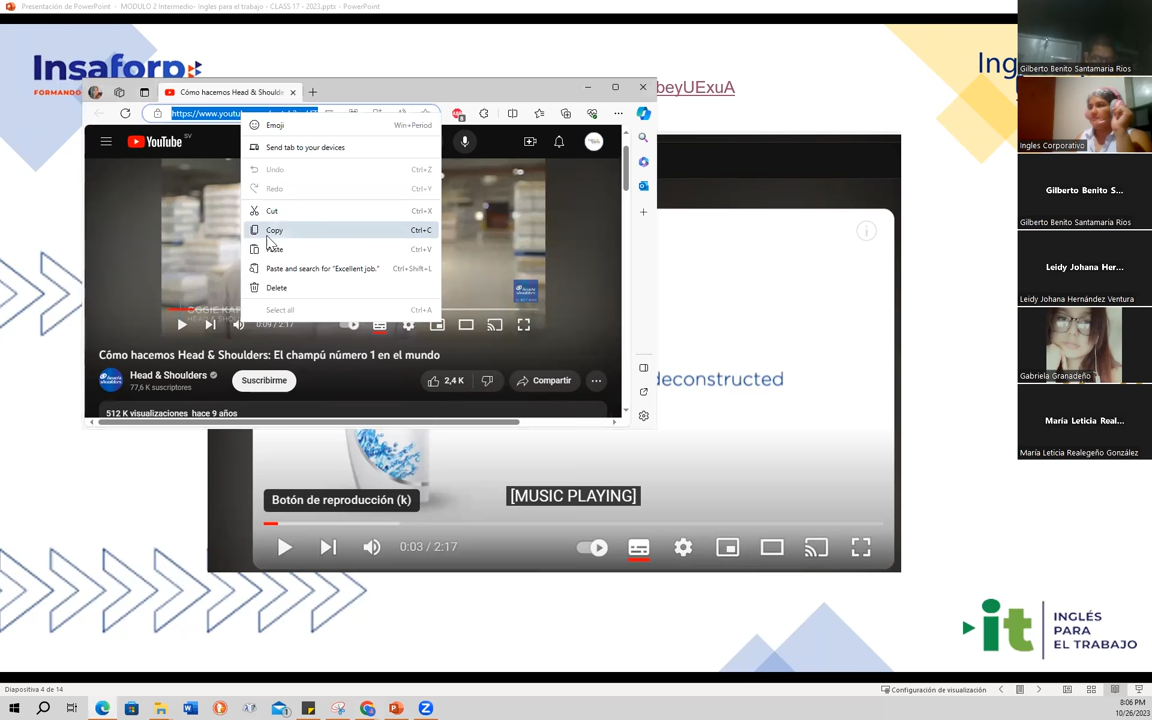 Presentación de PowerPoint - MODULO 2 Intermedio- Ingles para el trabajo - CLASS 17 - 2023.pptx - PowerPoint
Insaforp
FORMANDO
Ing
beyUExuA
Cómo hacemos Head & Shoulde
Emoji Win+Period
Send tab to your devices
Undo Ctrl+Z
Redo Ctrl+Y
Cut Ctrl+X
Copy Ctrl+C
Paste Ctrl+V
Paste and search for "Excellent job." Ctrl+Shift+L
Delete
Select all Ctrl+A
YouTube SV
0:09 / 2:17
Cómo hacemos Head & Shoulders: El champú número 1 en el mundo
Head & Shoulders
77,6 K suscriptores
Suscribirme
2,4 K
Compartir
512 K visualizaciones hace 9 años
deconstructed
[MUSIC PLAYING]
Botón de reproducción (k)
0:03 / 2:17
Gilberto Benito Santamaria Rios
Ingles Corporativo
Gilberto Benito S...
Gilberto Benito Santamaria Rios
Leidy Johana Her...
Leidy Johana Hernández Ventura
Gabriela Granadeño
María Leticia Real...
María Leticia Realegeño González
it
INGLÉS
PARA
EL TRABAJO
Diapositiva 4 de 14
Configuración de visualización
8:06 PM
10/26/2023